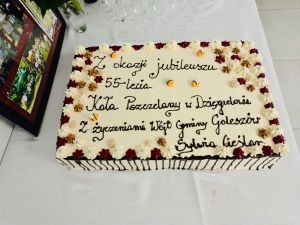 Z okazji jubileuszu
55-lecia
Koła Pszczelarzy w Dzięgielowie
Z życzeniami Wójt Gminy Goleszów
Sylwia Cieślar